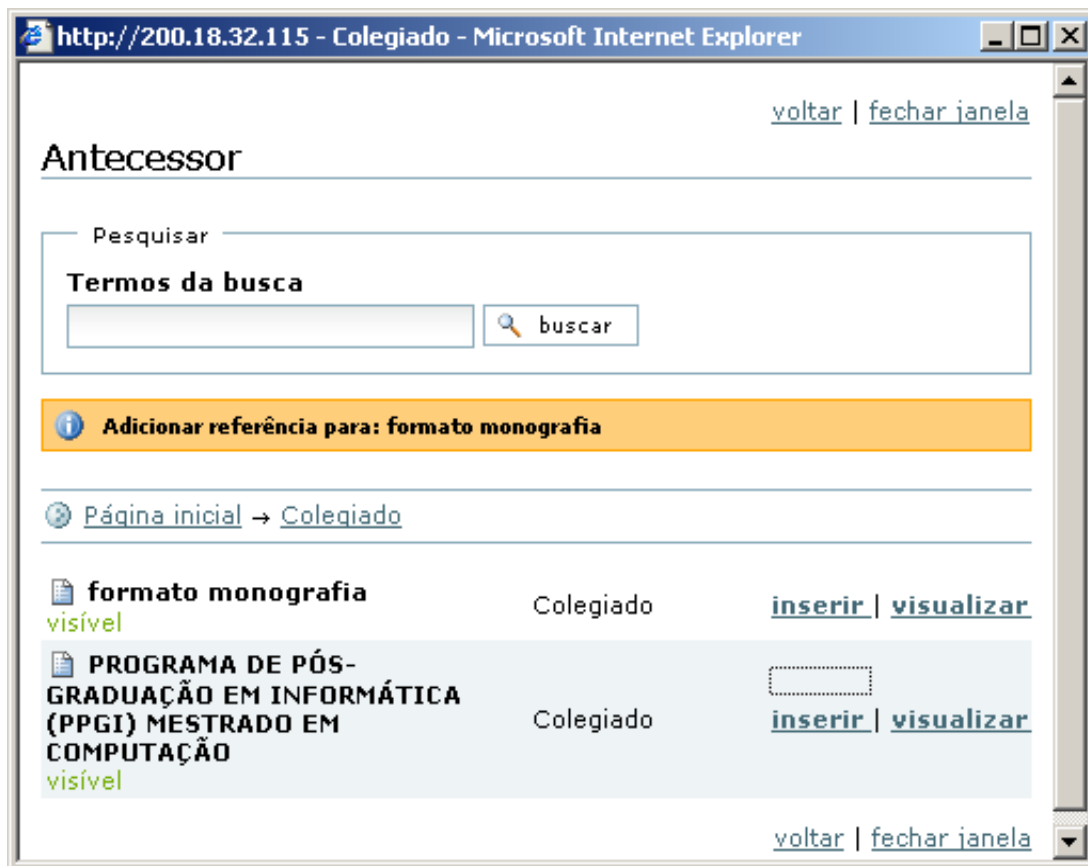 http://200.18.32.115 - Colegiado - Microsoft Internet Explorer
voltar | fechar janela
Antecessor
Pesquisar
Termos da busca
buscar
Adicionar referência para: formato monografia
Página inicial → Colegiado
formato monografia
visível
Colegiado
inserir | visualizar
PROGRAMA DE PÓS-
GRADUAÇÃO EM INFORMÁTICA
(PPGI) MESTRADO EM
COMPUTAÇÃO
visível
Colegiado
inserir | visualizar
voltar | fechar janela